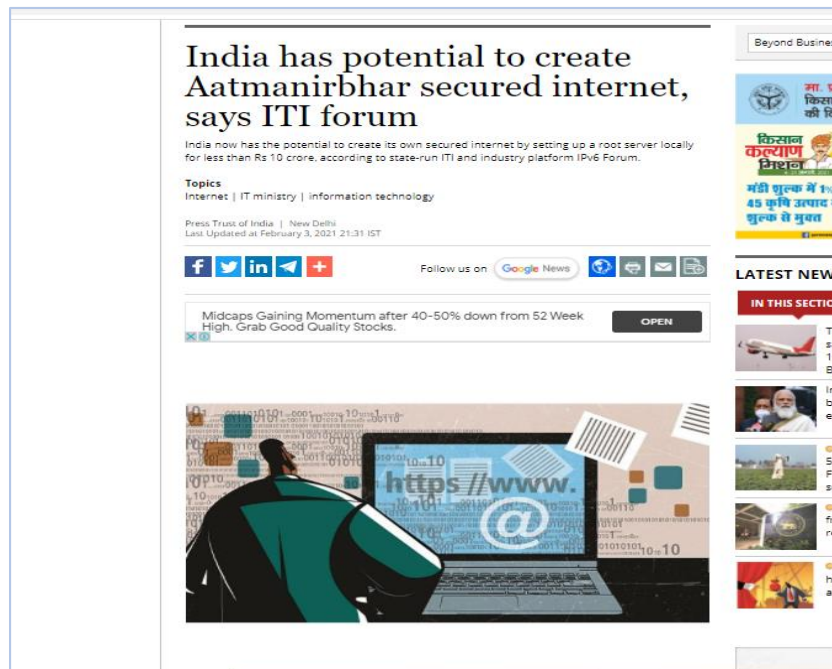 India has potential to create
Aatmanirbhar secured internet,
says ITI forum
India now has the potential to create its own secured internet by setting up a root server locally
for less than Rs 10 crore, according to state-run ITI and industry platform IPv6 Forum.
Topics
Internet | IT ministry | information technology
Press Trust of India | New Delhi
Last Updated at February 3, 2021 21:31 IST
Follow us on Google News
Midcaps Gaining Momentum after 40-50% down from 52 Week
High. Grab Good Quality Stocks.
OPEN
https //www.
@
Beyond Busine
मा.
किसान
कल्याण
मिशन
मंडी शुल्क में 1%
45 कृषि उत्पाद
शुल्क से मुक्त
LATEST NEW
IN THIS SECTIO